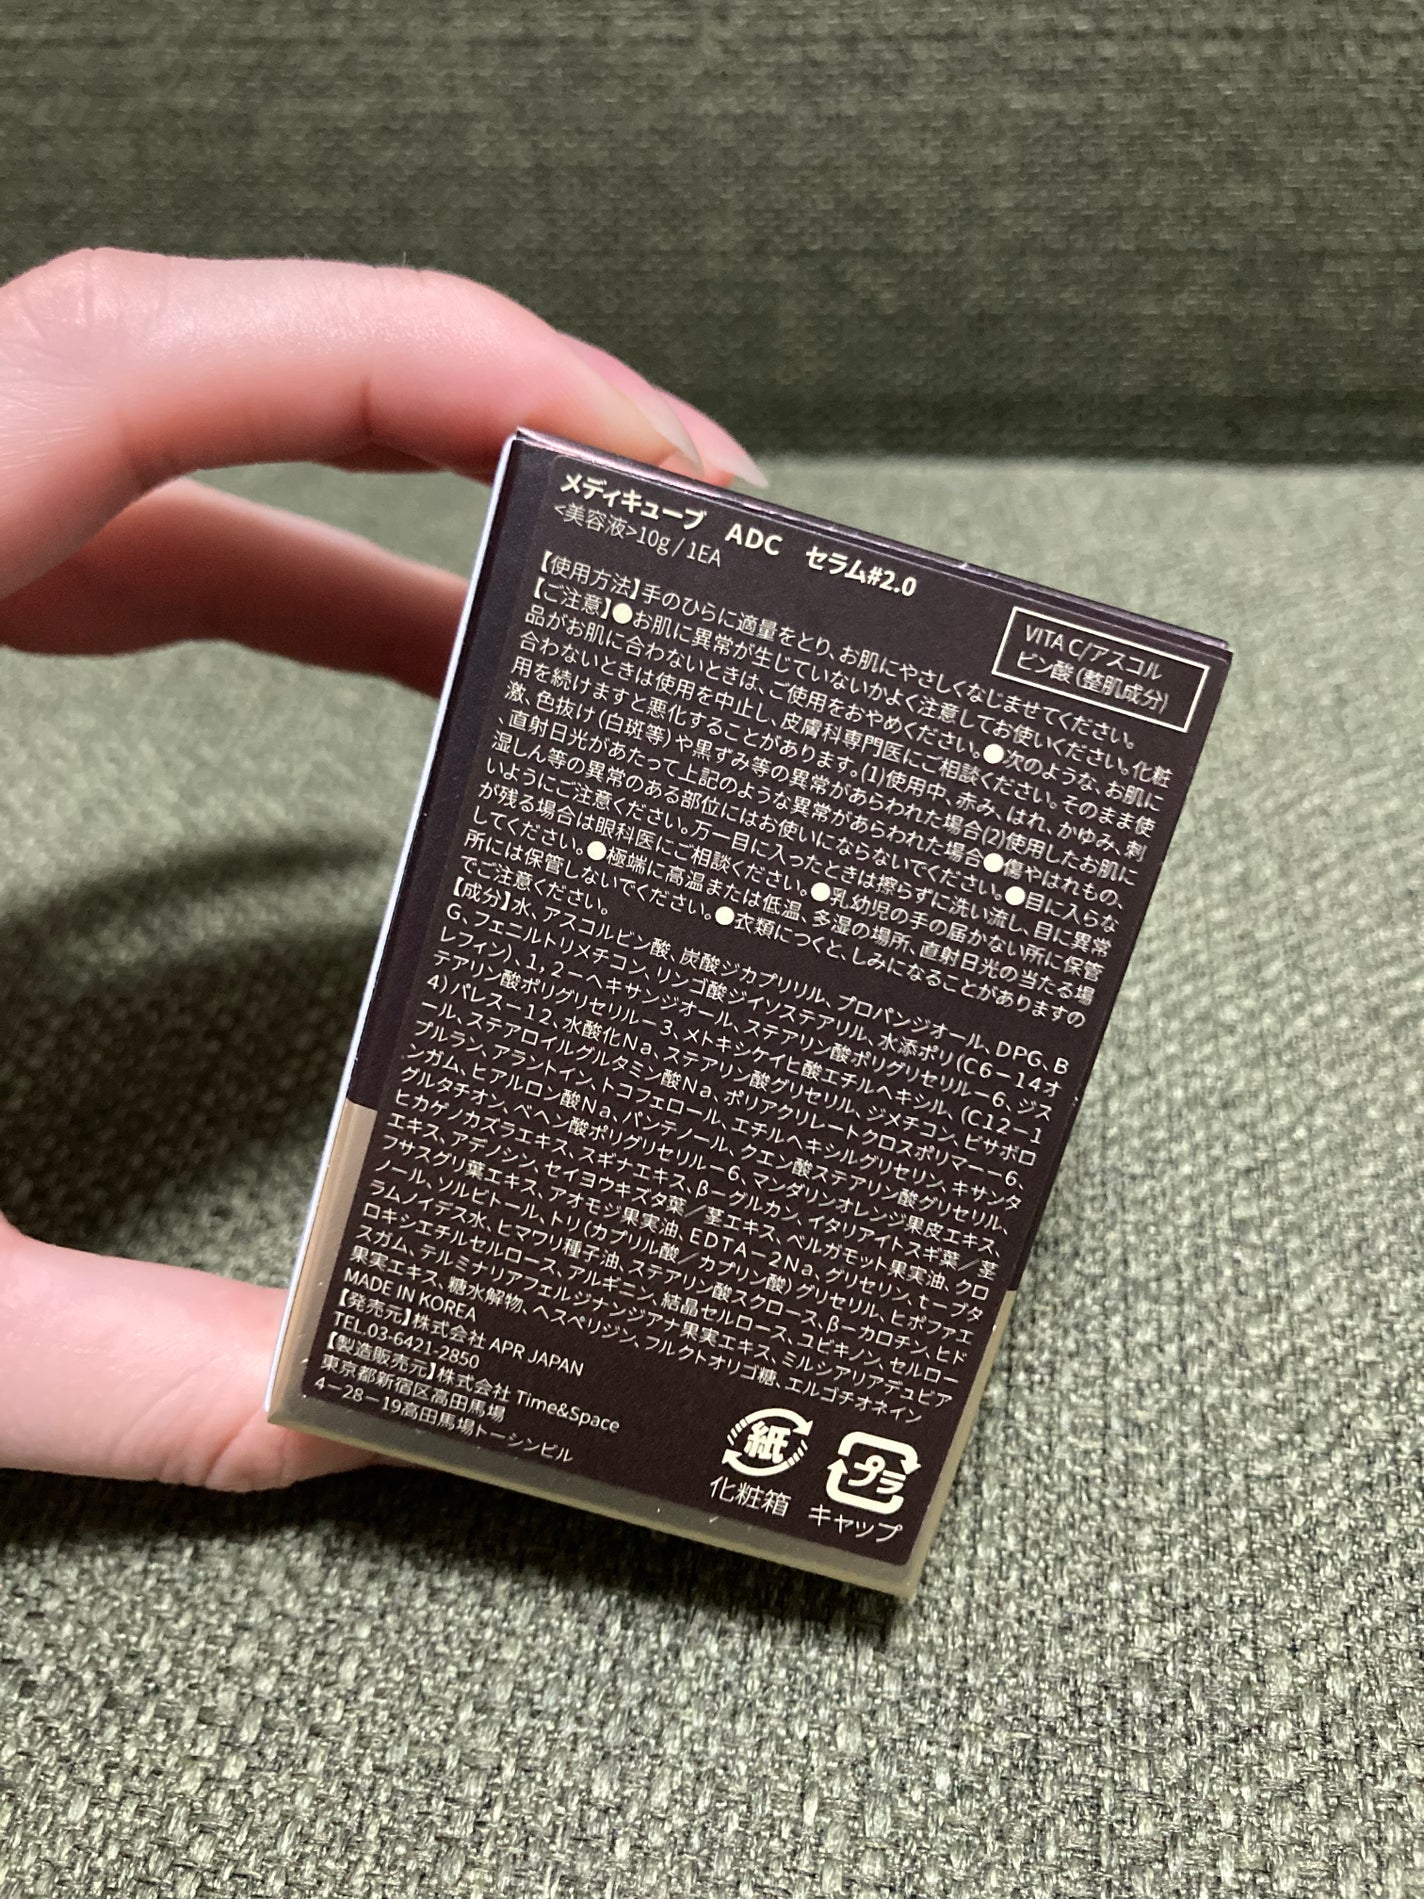 メディキューブ ADC セラム#2.0
<美容液>10g / 1EA
VITA C/アスコル
ビン酸(整肌成分)
【使用方法】手のひらに適量をとり、お肌にやさしくなじませてください。
【ご注意】●お肌に異常が生じていないかよく注意してお使いください。化粧
品がお肌に合わないときは、ご使用をおやめください。●次のような、お肌に
合わないときは使用を中止し、皮膚科専門医にご相談ください。そのまま使
用を続けますと悪化することがあります。(1)使用中、赤み、はれ、かゆみ、刺
激、色抜け(白斑等)や黒ずみ等の異常があらわれた場合(2)使用したお肌に
、直射日光があたって上記のような異常があらわれた場合●傷やはれもの、
湿しん等の異常のある部位にはお使いにならないでください。●目に入らな
いようにご注意ください。万一目に入ったときは擦らずに洗い流し、目に異常
が残る場合は眼科医にご相談ください。●乳幼児の手の届かない所に保管
してください。●極端に高温または低温、多湿の場所、直射日光の当たる場
所には保管しないでください。●衣類につくと、しみになることがありますの
でご注意ください。
【成分】水、アスコルビン酸、炭酸ジカプリリル、プロパンジオール、DPG、B
G、フェニルトリメチコン、リンゴ酸ジイソステアリル、水添ポリ(C6-14オ
レフィン)、1,2-ヘキサンジオール、ステアリン酸ポリグリセリル-6、ジス
テアリン酸ポリグリセリル-3、メトキシケイヒ酸エチルヘキシル、(C12-1
4)パレス-12、水酸化Na、ステアリン酸グリセリル、ジメチコン、ビサボロ
ール、ステアロイルグルタミン酸Na、ポリアクリレートクロスポリマー-6、
プルラン、アラントイン、トコフェロール、エチルヘキシルグリセリン、キサンタ
ンガム、ヒアルロン酸Na、パンテノール、クエン酸ステアリン酸グリセリル、
グルタチオン、ベヘン酸ポリグリセリル-6、マンダリンオレンジ果皮エキス、
ヒカゲノカズラエキス、スギナエキス、β-グルカン、イタリアイトスギ葉/茎
エキス、アデノシン、セイヨウキズタ葉/茎エキス、ベルガモット果実油、クロ
フサスグリ葉エキス、アオモジ果実油、EDTA-2Na、グリセリン、セーブタ
ノール、ソルビトール、トリ(カプリル酸/カプリン酸)グリセリル、ヒポファエ
ラムノイデス水、ヒマワリ種子油、ステアリン酸スクロース、β-カロチン、ヒド
ロキシエチルセルロース、アルギニン、結晶セルロース、ユビキノン、セルロー
スガム、テルミナリアフェルジナンジアナ果実エキス、ミルシアリアデュビア
果実エキス、糖水解物、ヘスペリジン、フルクトオリゴ糖、エルゴチオネイン
MADE IN KOREA
【発売元】株式会社 APR JAPAN
TEL.03-6421-2850
【製造販売元】株式会社 Time&Space
東京都新宿区高田馬場
4-28-19高田馬場トーシンビル
紙
化粧箱
プラ
キャップ